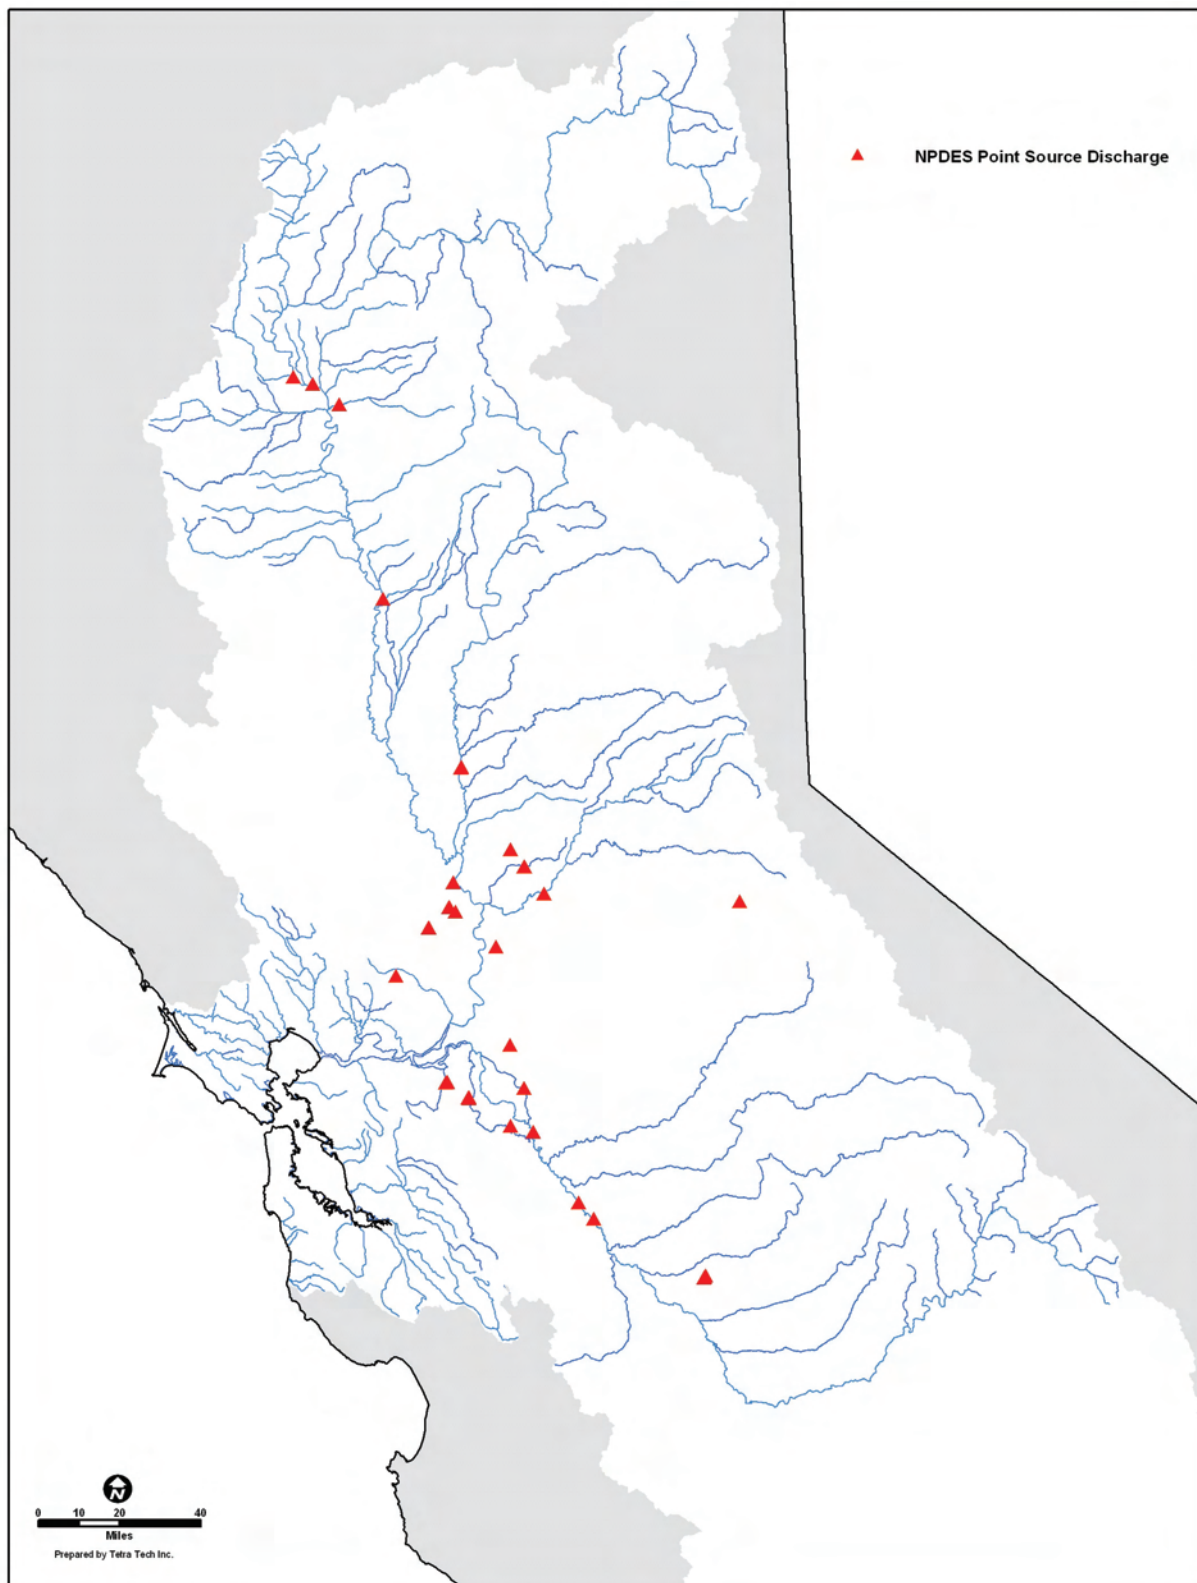 NPDES Point Source Discharge
N
0 10 20 40
Miles
Prepared by Tetra Tech Inc.